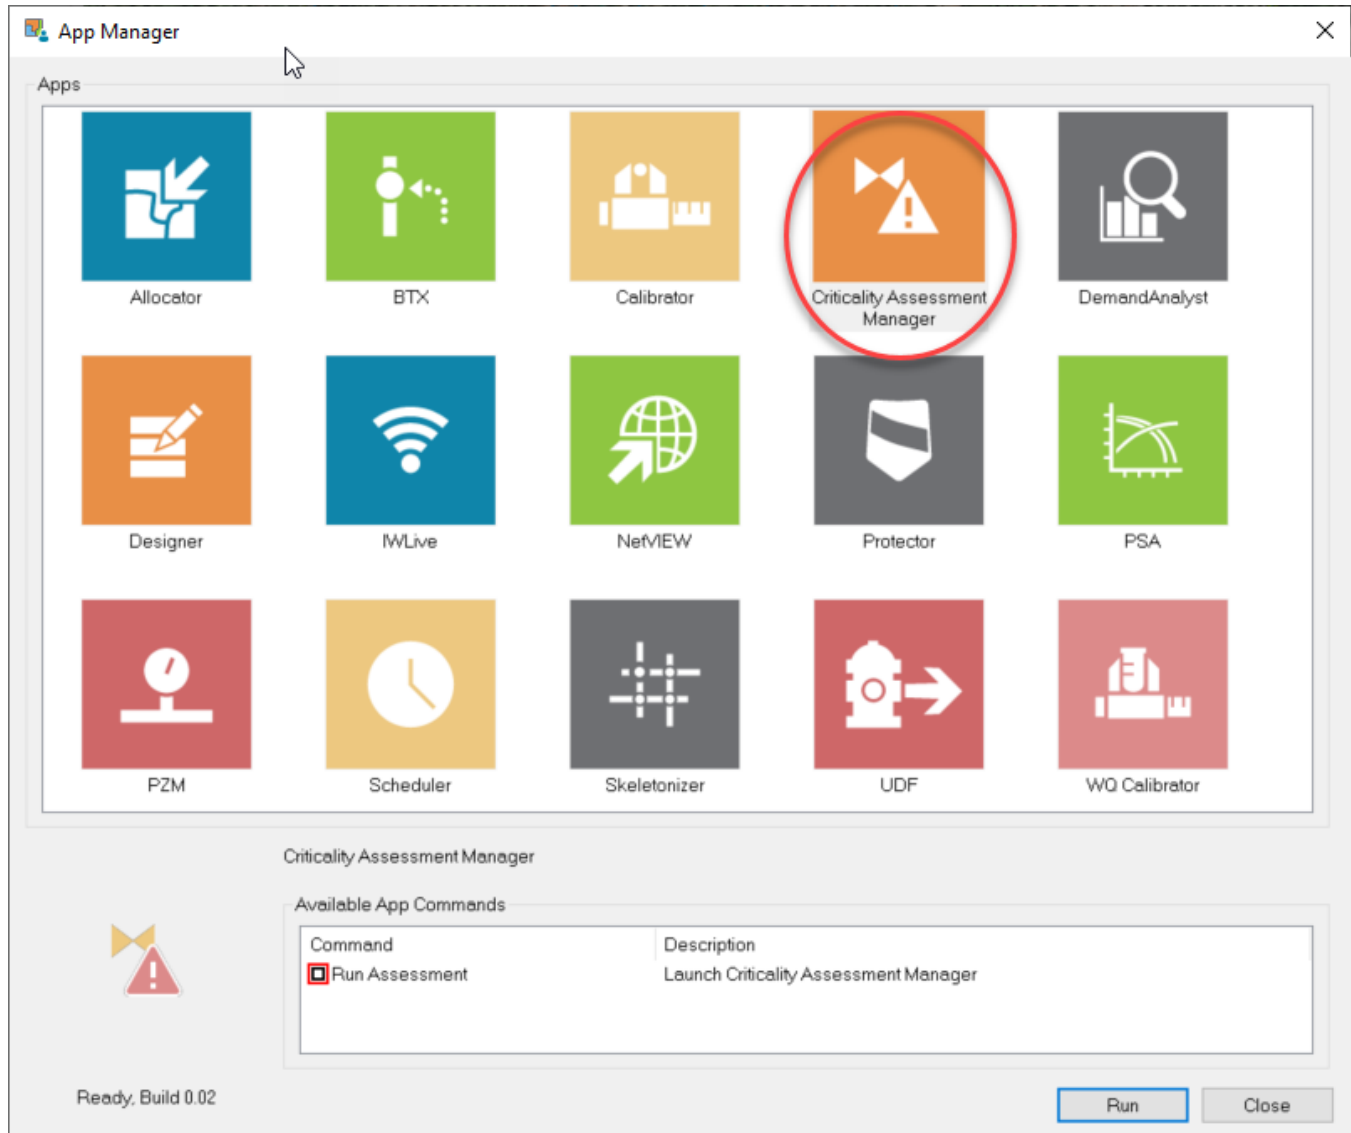 App Manager
Apps
Allocator
BTX
Calibrator
Criticality Assessment
Manager
DemandAnalyst
Designer
IWLive
NetVIEW
Protector
PSA
PZM
Scheduler
Skeletonizer
UDF
WQ Calibrator
Criticality Assessment Manager
Available App Commands
Command Description
Run Assessment Launch Criticality Assessment Manager
Ready, Build 0.02
Run Close